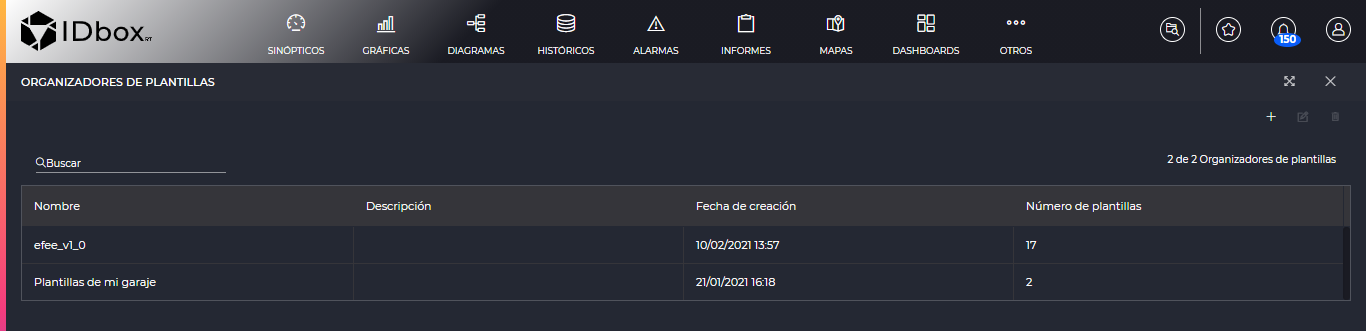 IDbox RT
SINÓPTICOS GRÁFICAS DIAGRAMAS HISTÓRICOS ALARMAS INFORMES MAPAS DASHBOARDS OTROS
150
ORGANIZADORES DE PLANTILLAS
Buscar
2 de 2 Organizadores de plantillas
Nombre Descripción Fecha de creación Número de plantillas
efee_v1_0 10/02/2021 13:57 17
Plantillas de mi garaje 21/01/2021 16:18 2